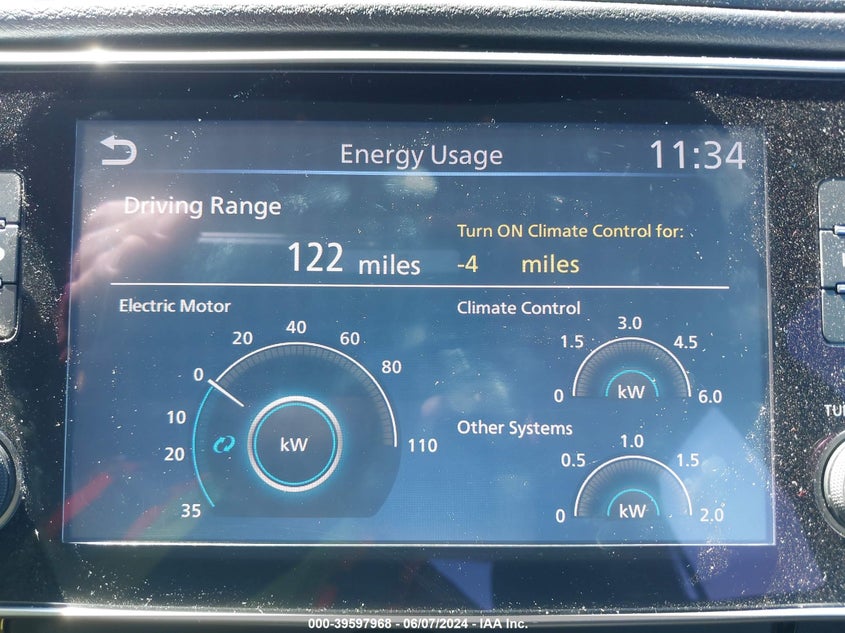 Energy Usage
11:34
Driving Range
122 miles
Turn ON Climate Control for:
-4 miles
Electric Motor
0
20
40
60
80
110
10
20
35
kW
Climate Control
0
1.5
3.0
4.5
6.0
kW
Other Systems
0
0.5
1.0
1.5
2.0
kW
000-39597968 - 06/07/2024 - IAA Inc.